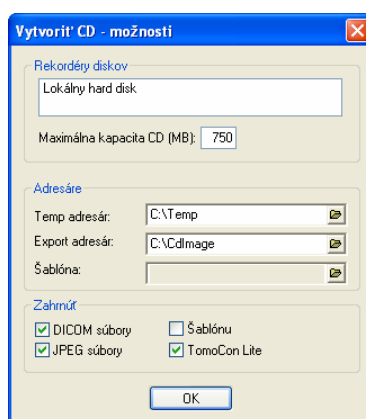 Vytvoriť CD - možnosti
Rekordéry diskov
Lokálny hard disk
Maximálna kapacita CD (MB): 750
Adresáre
Temp adresár: C:\Temp
Export adresár: C:\CdImage
Šablóna:
Zahrnúť
DICOM súbory Šablónu
JPEG súbory TomoCon Lite
OK